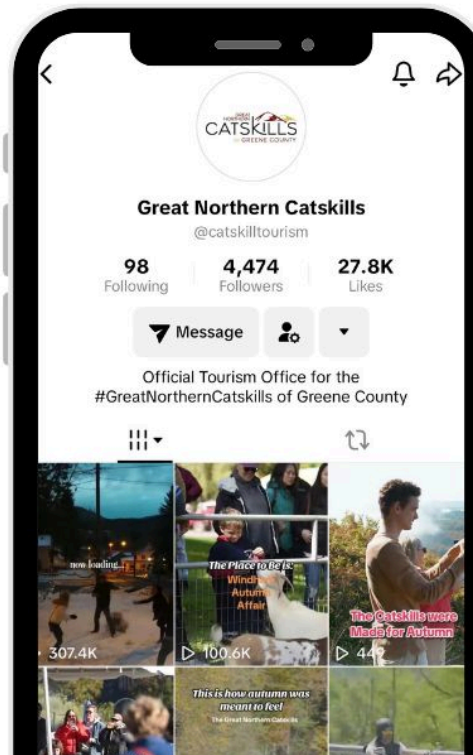 GREAT
NORTHERN
CATSKILLS
OF GREENE COUNTY
Great Northern Catskills
@catskilltourism
98 4,474 27.8K
Following Followers Likes
Message
Official Tourism Office for the
#GreatNorthernCatskills of Greene County
now loading...
307.4K
The Place to Be is:
Windham
Autumn
Affair
100.6K
The Catskills were
Made for Autumn
449
This is how autumn was
meant to feel
The Great Northern Catskills